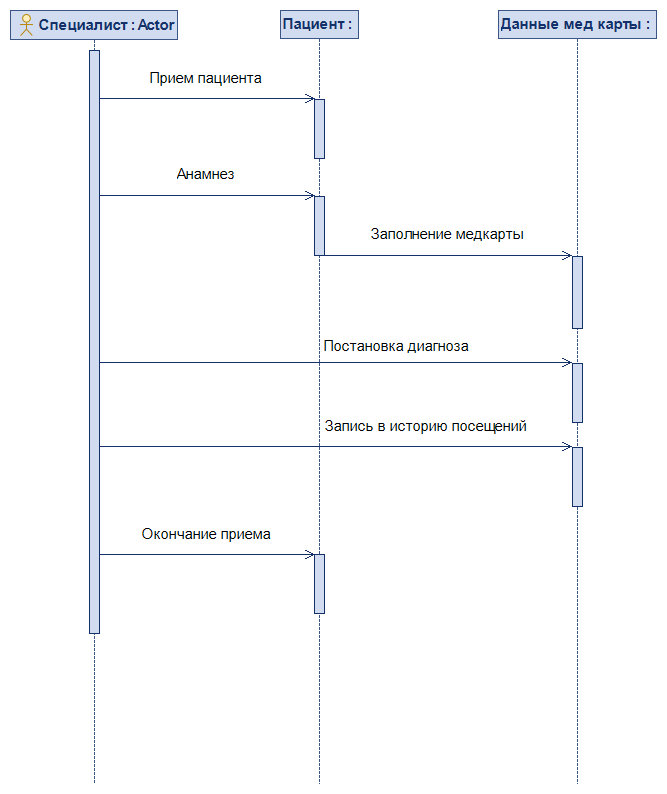 Специалист : Actor
Пациент :
Данные мед карты :
Прием пациента
Анамнез
Заполнение медкарты
Постановка диагноза
Запись в историю посещений
Окончание приема